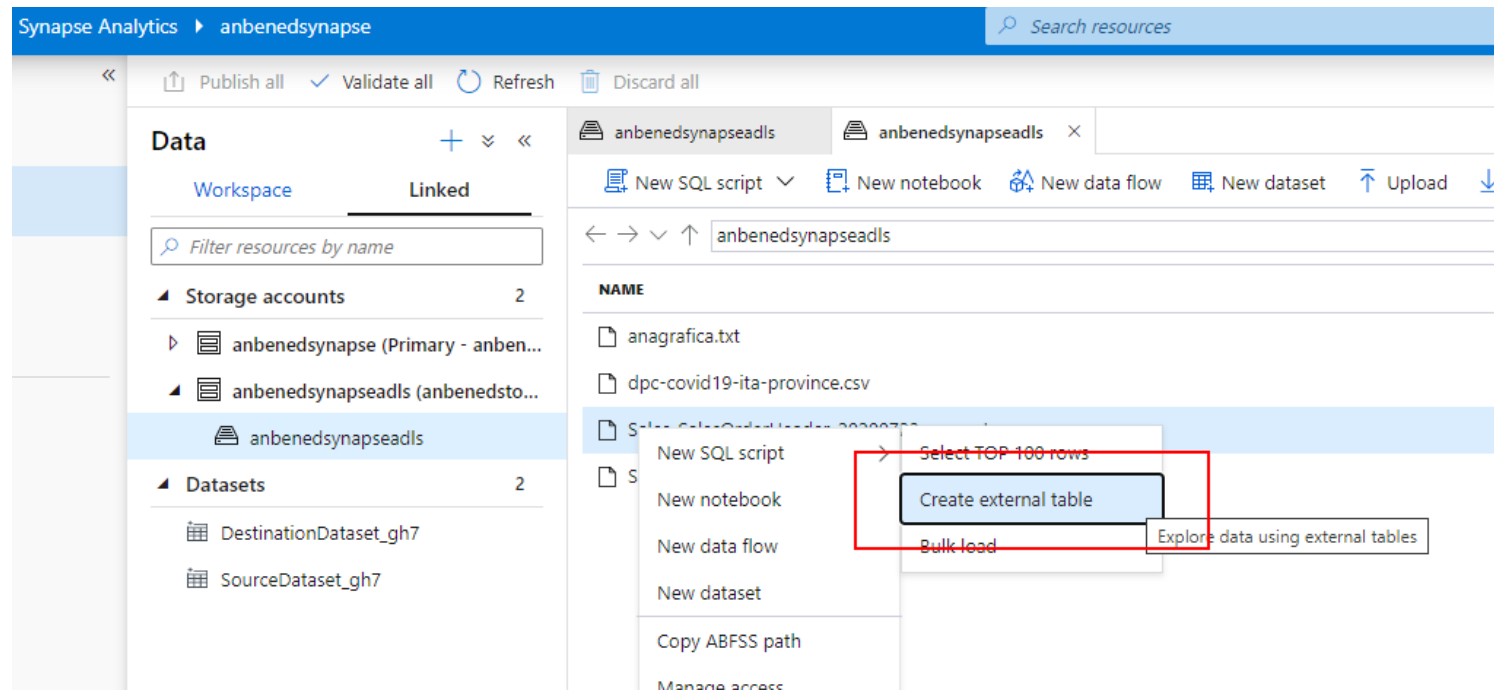 Synapse Analytics ▸ anbenedsynapse
Search resources
Publish all Validate all Refresh Discard all
Data
Workspace Linked
Filter resources by name
Storage accounts 2
anbenedsynapse (Primary - anben...
anbenedsynapseadls (anbenedsto...
anbenedsynapseadls
Datasets 2
DestinationDataset_gh7
SourceDataset_gh7
anbenedsynapseadls anbenedsynapseadls
New SQL script New notebook New data flow New dataset Upload
anbenedsynapseadls
NAME
anagrafica.txt
dpc-covid19-ita-province.csv
S
New SQL script
New notebook
New data flow
New dataset
Copy ABFSS path
Manage access
Select TOP 100 rows
Create external table
Bulk load
Explore data using external tables